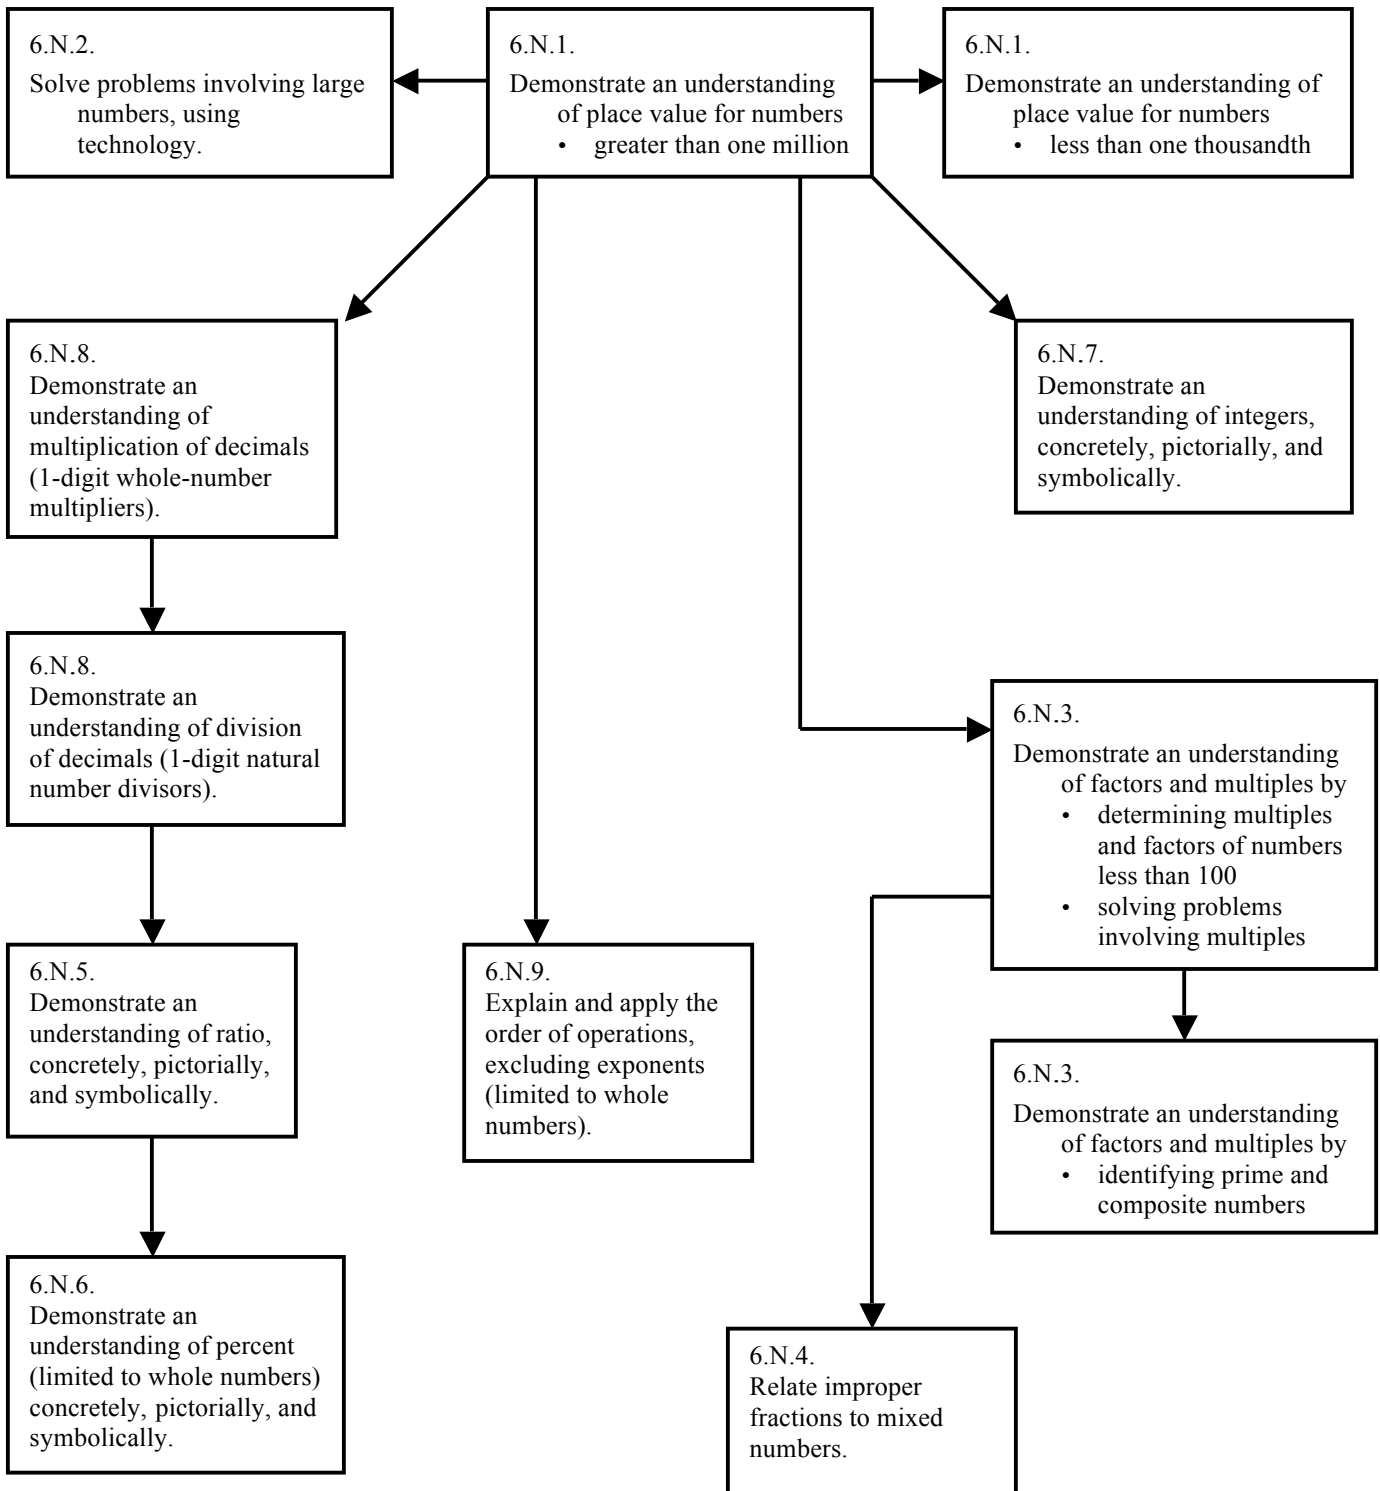 6.N.2.
Solve problems involving large
numbers, using
technology.
6.N.1.
Demonstrate an understanding
of place value for numbers
• greater than one million
6.N.1.
Demonstrate an understanding of
place value for numbers
• less than one thousandth
6.N.8.
Demonstrate an
understanding of
multiplication of decimals
(1-digit whole-number
multipliers).
6.N.7.
Demonstrate an
understanding of integers,
concretely, pictorially, and
symbolically.
6.N.8.
Demonstrate an
understanding of division
of decimals (1-digit natural
number divisors).
6.N.3.
Demonstrate an understanding
of factors and multiples by
• determining multiples
and factors of numbers
less than 100
• solving problems
involving multiples
6.N.5.
Demonstrate an
understanding of ratio,
concretely, pictorially,
and symbolically.
6.N.9.
Explain and apply the
order of operations,
excluding exponents
(limited to whole
numbers).
6.N.3.
Demonstrate an understanding
of factors and multiples by
• identifying prime and
composite numbers
6.N.6.
Demonstrate an
understanding of percent
(limited to whole numbers)
concretely, pictorially, and
symbolically.
6.N.4.
Relate improper
fractions to mixed
numbers.